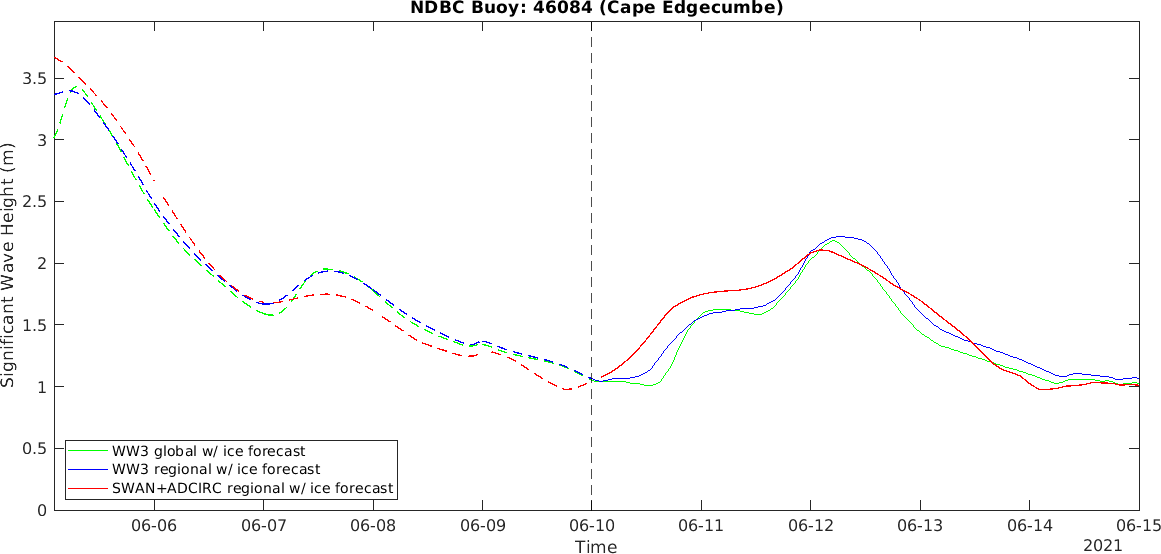 NDBC Buoy: 46084 (Cape Edgecumbe)
3.5
3
2.5
2
1.5
1
0.5
0
Significant Wave Height (m)
WW3 global w/ ice forecast
WW3 regional w/ ice forecast
SWAN+ADCIRC regional w/ ice forecast
06-06 06-07 06-08 06-09 06-10 06-11 06-12 06-13 06-14 06-15
Time
2021